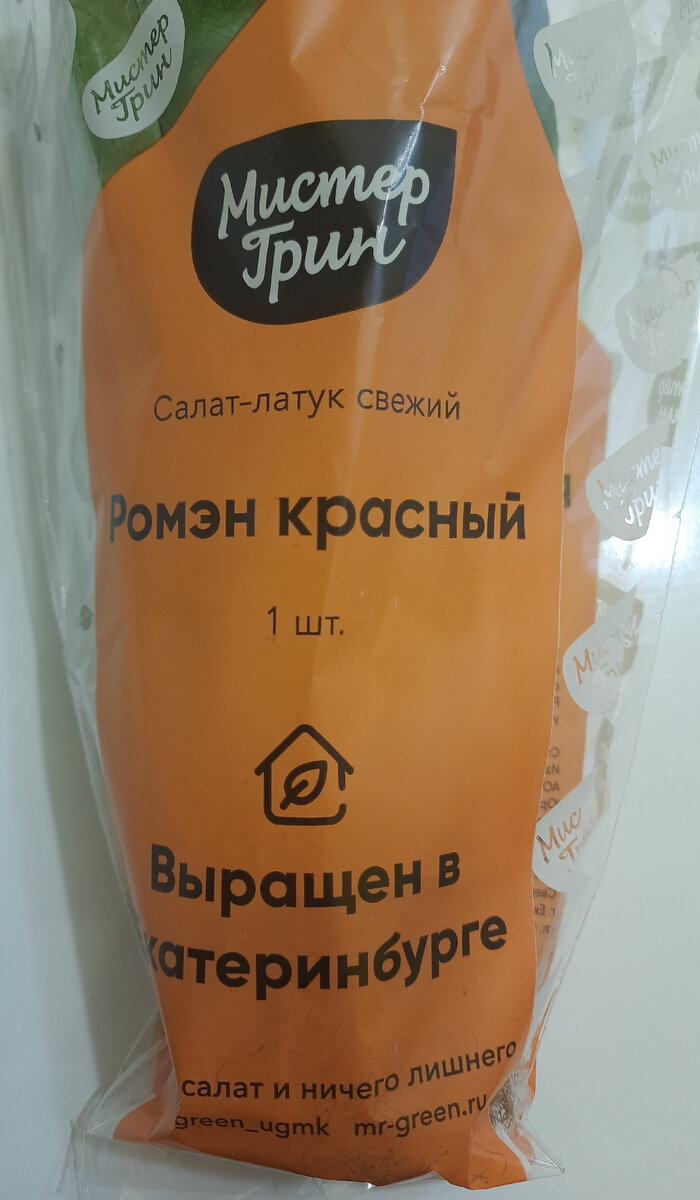 Мистер
Грин
Мистер
Грин
Салат-латук свежий
Ромэн красный
1 шт.
Выращен в
катеринбурге
салат и ничего лишнего
green_ugmk mr-green.ru